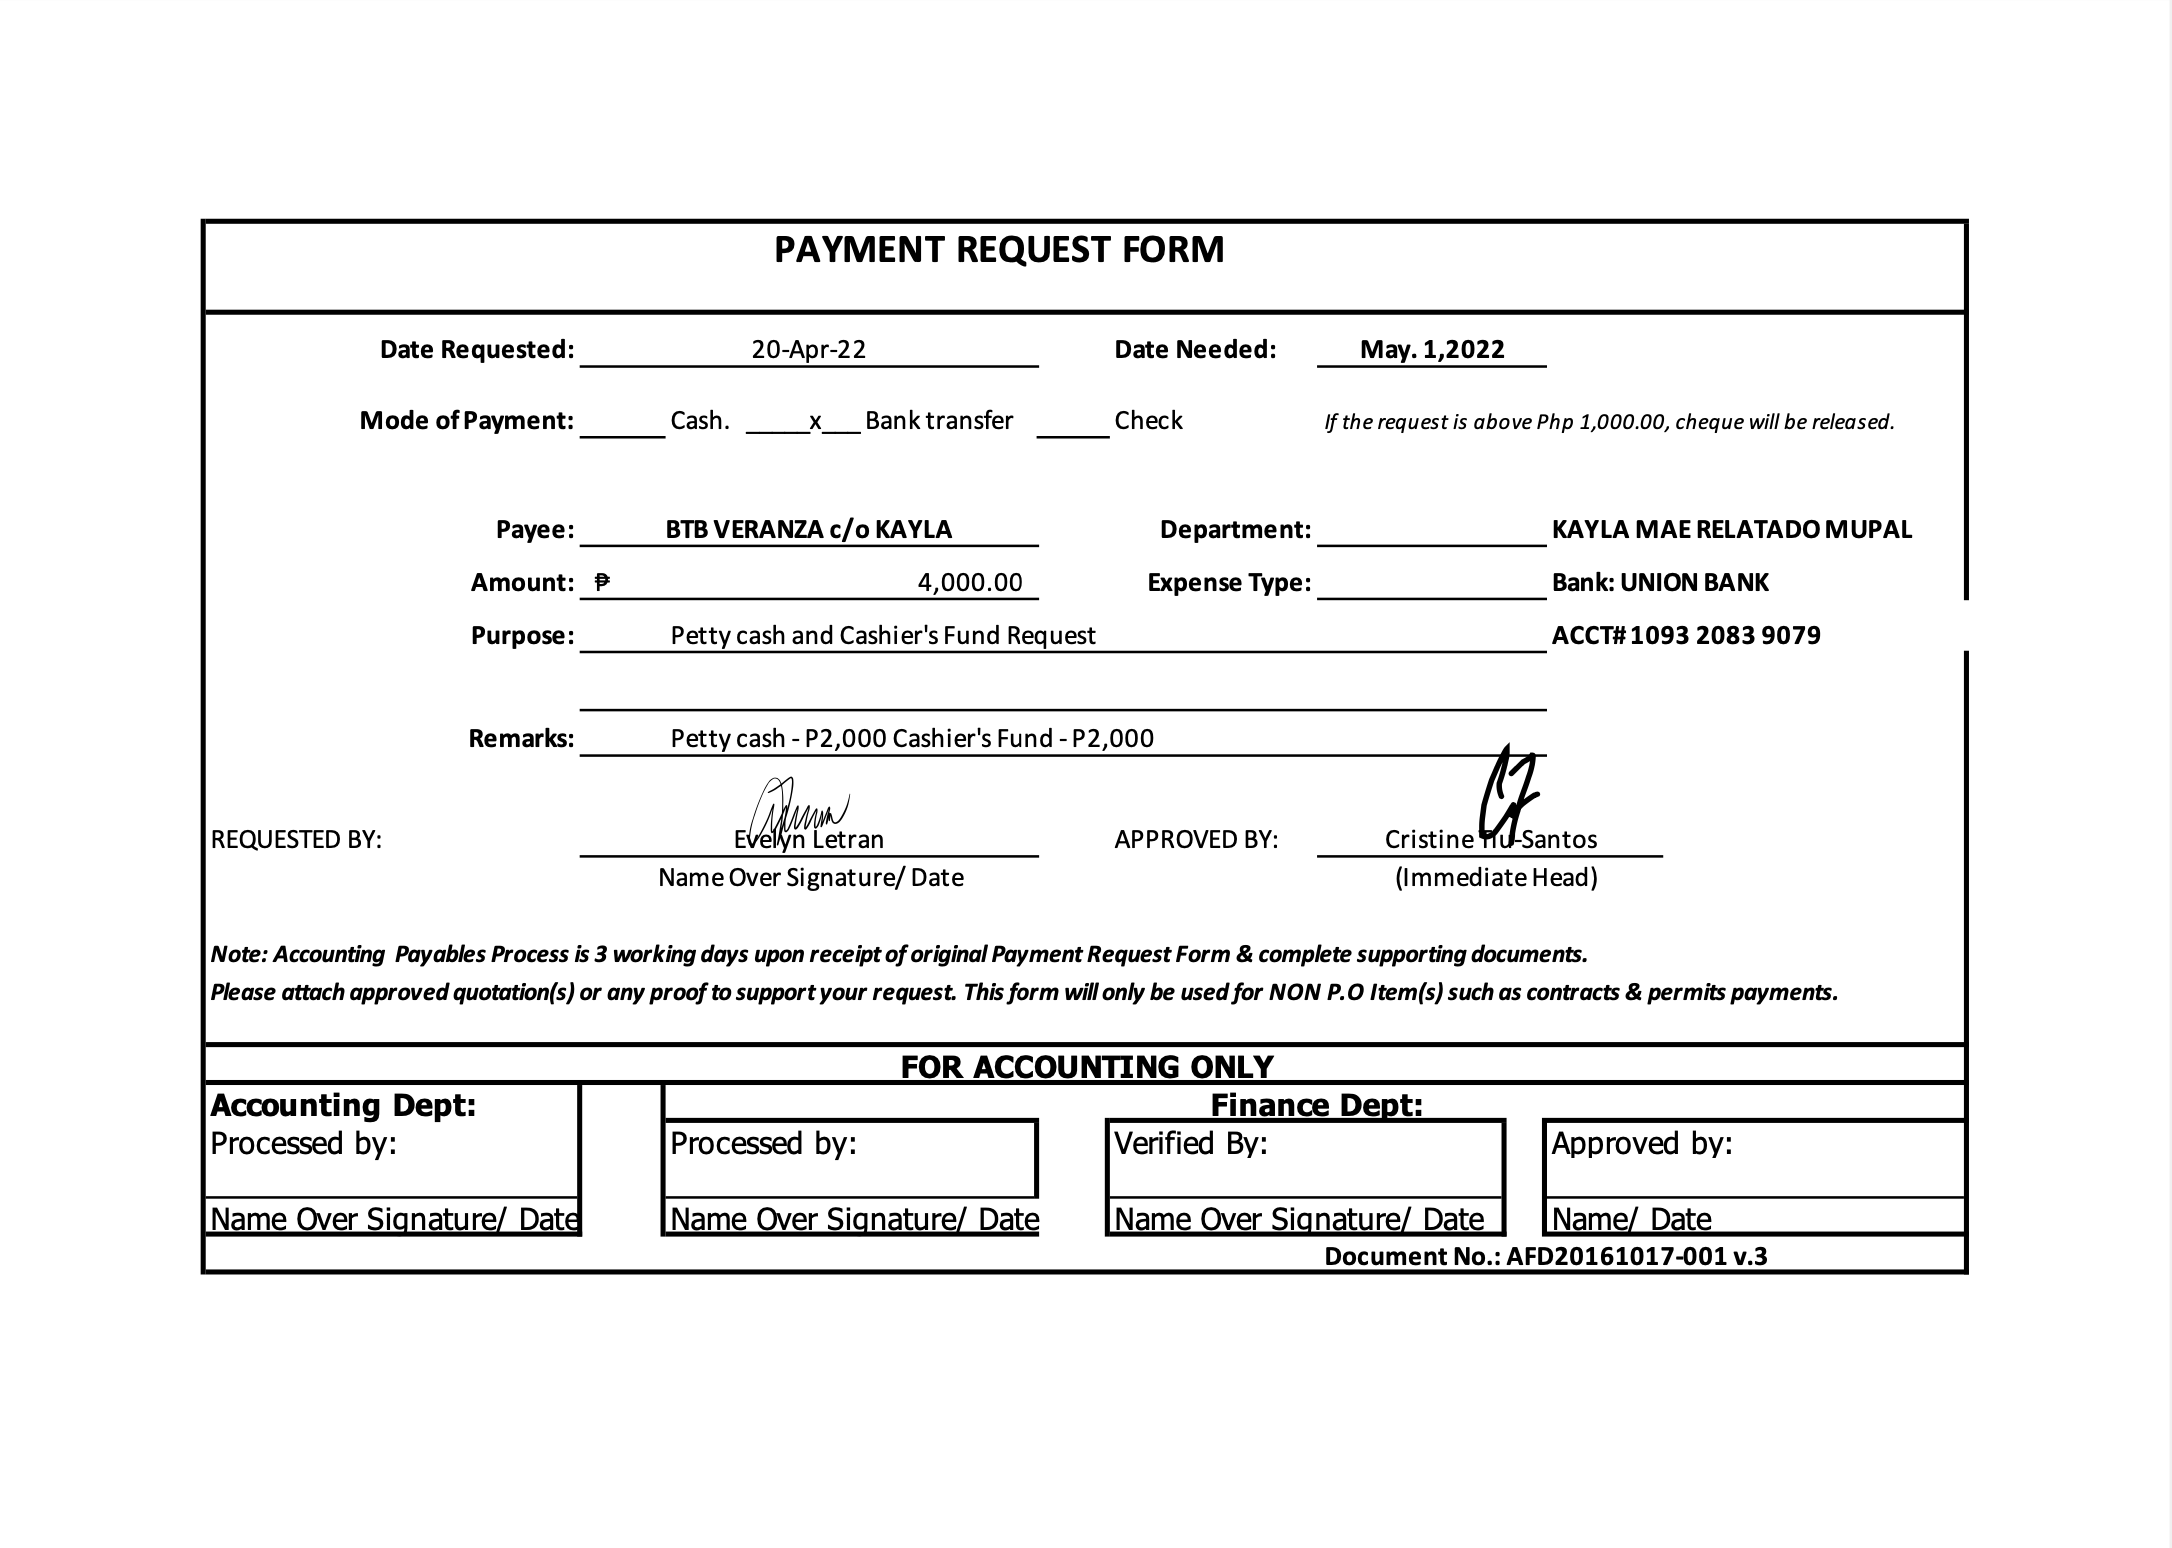 PAYMENT REQUEST FORM
Date Requested: 20-Apr-22 Date Needed: May. 1,2022
Mode of Payment: ______ Cash. _____x___ Bank transfer _____ Check If the request is above Php 1,000.00, cheque will be released.
Payee: BTB VERANZA c/o KAYLA Department: KAYLA MAE RELATADO MUPAL
Amount: ₱ 4,000.00 Expense Type: Bank: UNION BANK
Purpose: Petty cash and Cashier's Fund Request ACCT# 1093 2083 9079
Remarks: Petty cash - P2,000 Cashier's Fund - P2,000
REQUESTED BY: Evelyn Letran APPROVED BY: Cristine Tiu-Santos
Name Over Signature/ Date (Immediate Head)
Note: Accounting Payables Process is 3 working days upon receipt of original Payment Request Form & complete supporting documents.
Please attach approved quotation(s) or any proof to support your request. This form will only be used for NON P.O Item(s) such as contracts & permits payments.
FOR ACCOUNTING ONLY
Accounting Dept: Finance Dept:
Processed by: Processed by: Verified By: Approved by:
Name Over Signature/ Date Name Over Signature/ Date Name Over Signature/ Date Name/ Date
Document No.: AFD20161017-001 v.3